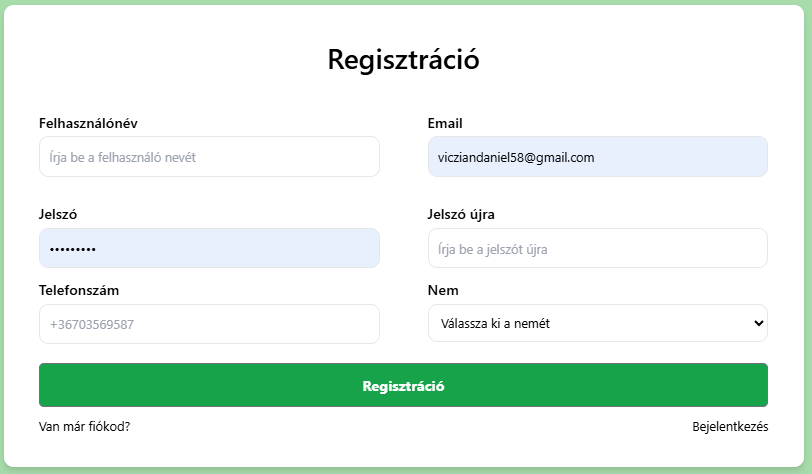 Regisztráció
Felhasználónév
Email
Írja be a felhasználó nevét
vicziandaniel58@gmail.com
Jelszó
Jelszó újra
•••••••••
Írja be a jelszót újra
Telefonszám
Nem
+36703569587
Válassza ki a nemét
Regisztráció
Van már fiókod?
Bejelentkezés